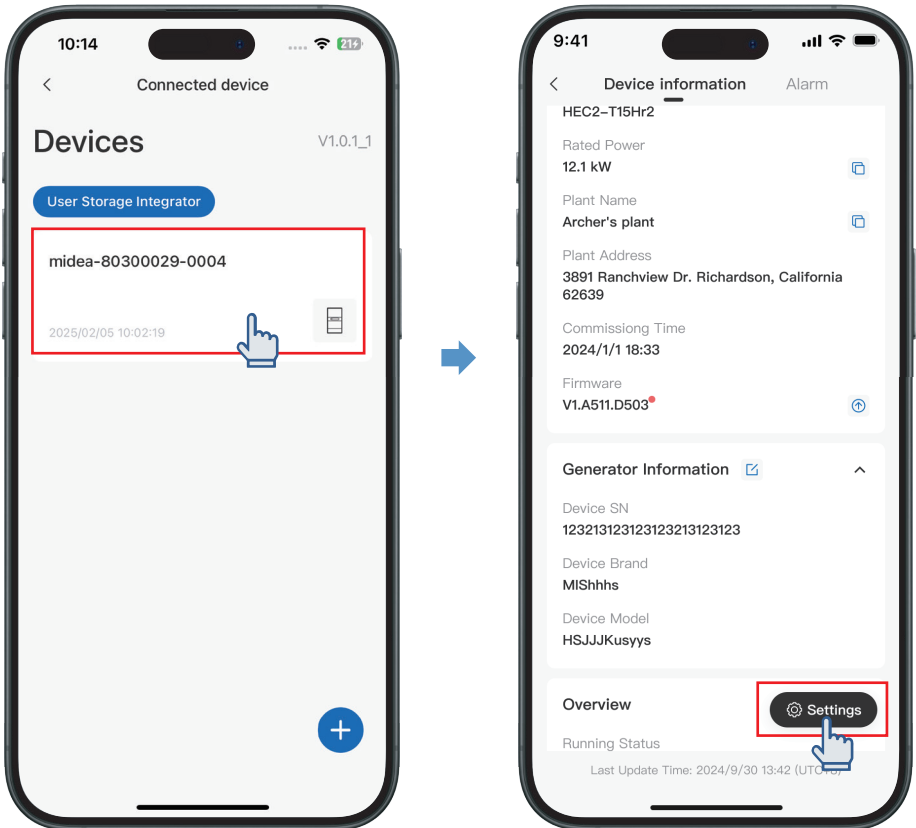 10:14
21
Connected device
Devices
V1.0.1_1
User Storage Integrator
midea-80300029-0004
2025/02/05 10:02:19
9:41
Device information
Alarm
HEC2-T15Hr2
Rated Power
12.1 kW
Plant Name
Archer's plant
Plant Address
3891 Ranchview Dr. Richardson, California
62639
Commissiong Time
2024/1/1 18:33
Firmware
V1.A511.D503
Generator Information
Device SN
123213123123123213123123
Device Brand
MIShhhs
Device Model
HSJJJKusyys
Overview
Settings
Running Status
Last Update Time: 2024/9/30 13:42